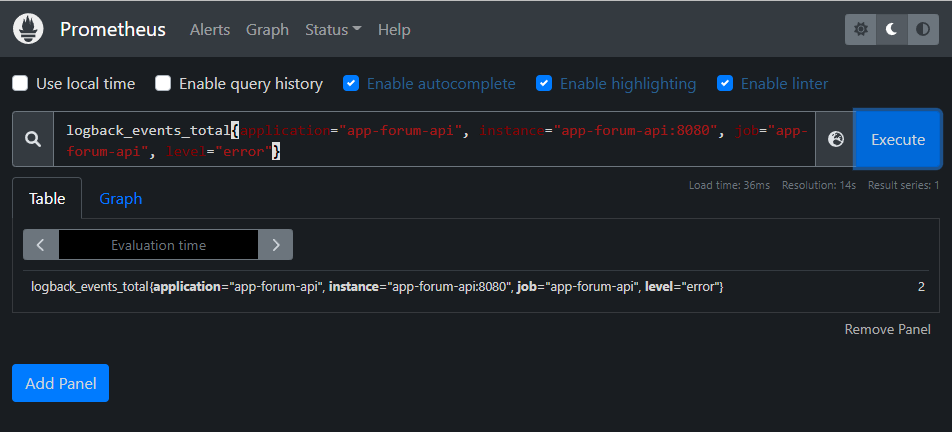 Prometheus Alerts Graph Status Help
Use local time Enable query history Enable autocomplete Enable highlighting Enable linter
logback_events_total{application="app-forum-api", instance="app-forum-api:8080", job="app-
forum-api", level="error"}
Execute
Load time: 36ms Resolution: 14s Result series: 1
Table Graph
Evaluation time
logback_events_total{application="app-forum-api", instance="app-forum-api:8080", job="app-forum-api", level="error"} 2
Remove Panel
Add Panel